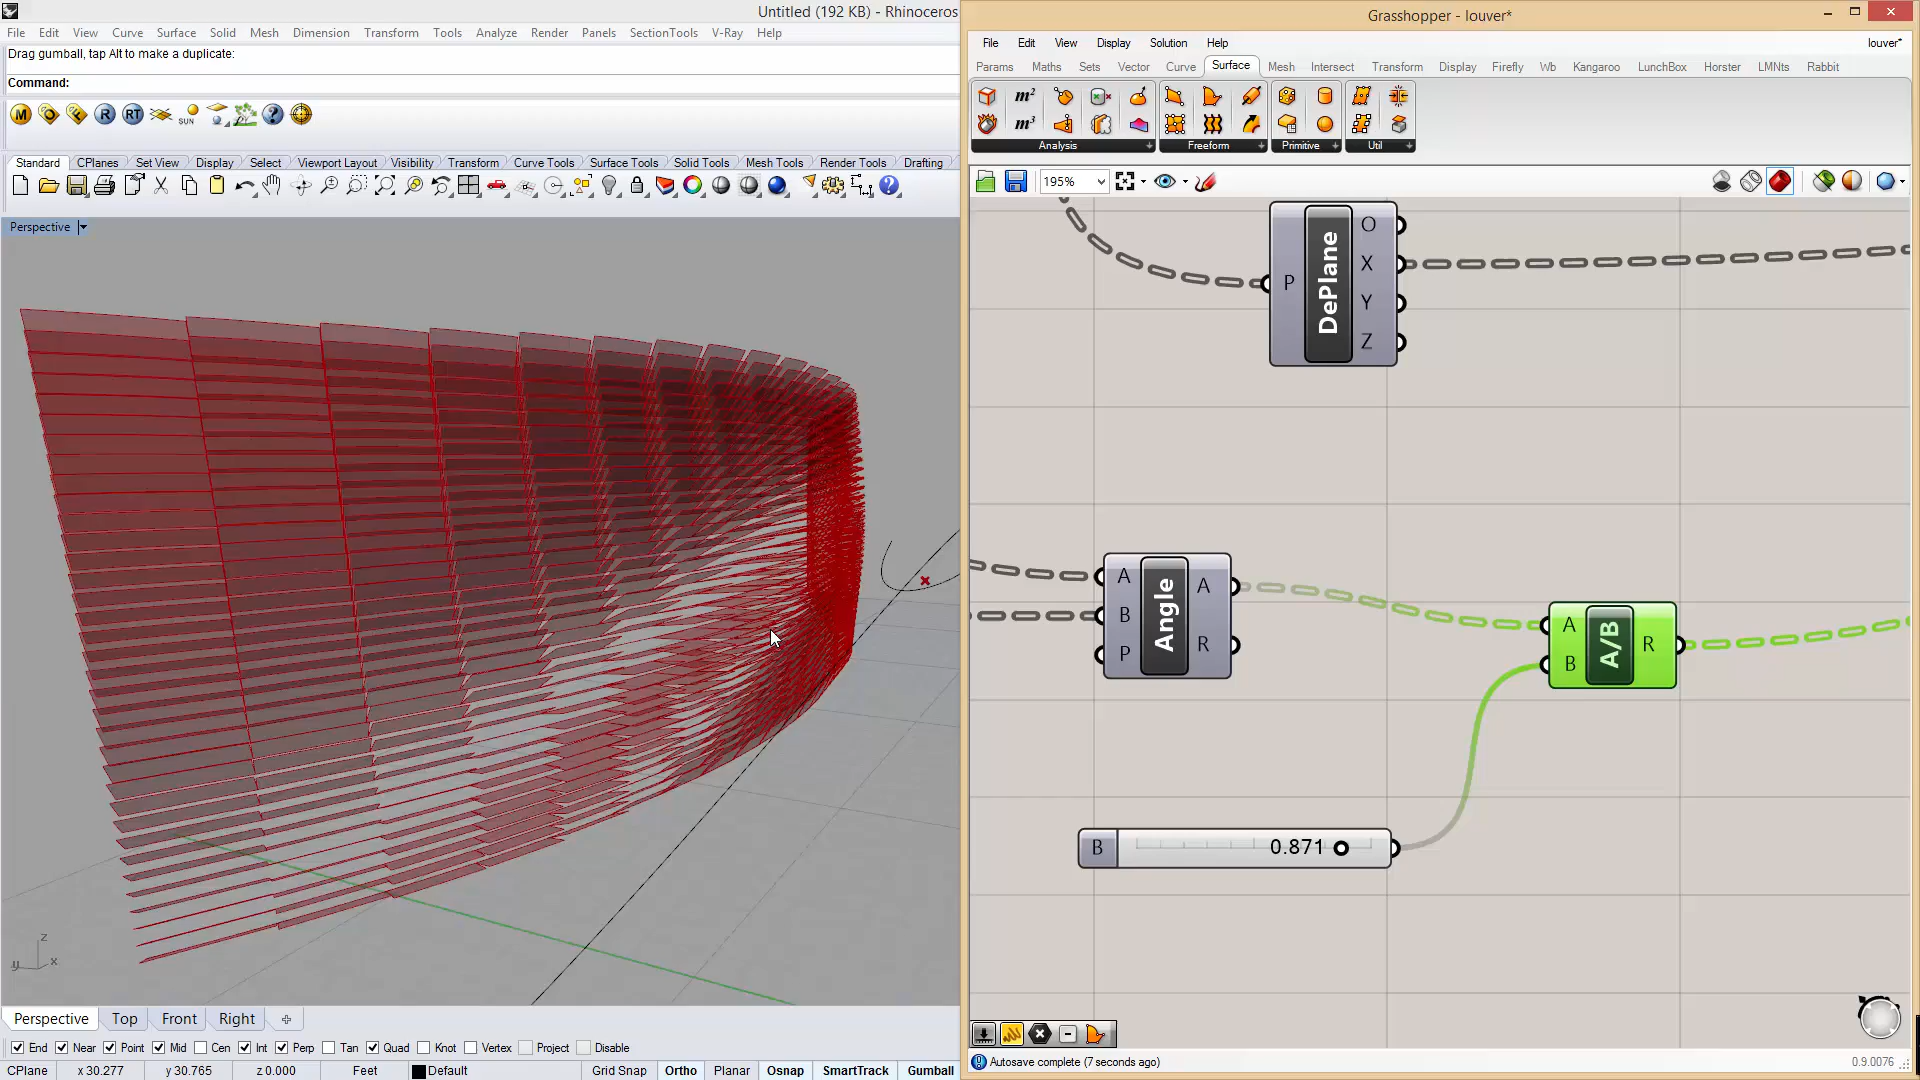 Untitled (192 KB) - Rhinoceros
File Edit View Curve Surface Solid Mesh Dimension Transform Tools Analyze Render Panels SectionTools V-Ray Help
Drag gumball, tap Alt to make a duplicate:
Command:
M R RT SUN ?
Standard CPlanes Set View Display Select Viewport Layout Visibility Transform Curve Tools Surface Tools Solid Tools Mesh Tools Render Tools Drafting
Perspective
z
y x
Perspective Top Front Right
End Near Point Mid Cen Int Perp Tan Quad Knot Vertex Project Disable
CPlane x 30.277 y 30.765 z 0.000 Feet Default Grid Snap Ortho Planar Osnap SmartTrack Gumball
Grasshopper - louver*
File Edit View Display Solution Help louver*
Params Maths Sets Vector Curve Surface Mesh Intersect Transform Display Firefly Wb Kangaroo LunchBox Horster LMNts Rabbit
m²
m³
Analysis Freeform Primitive Util
195%
P DePlane O X Y Z
A B P Angle A R
A B A/B R
B 0.871
Autosave complete (7 seconds ago) 0.9.0076